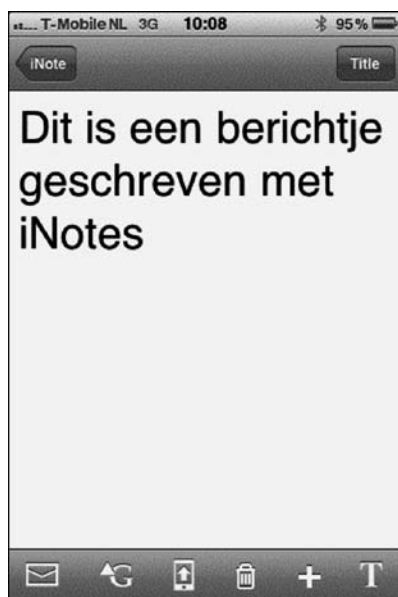 T-Mobile NL 3G 10:08 95%
iNote Title
Dit is een berichtje
geschreven met
iNotes
G T